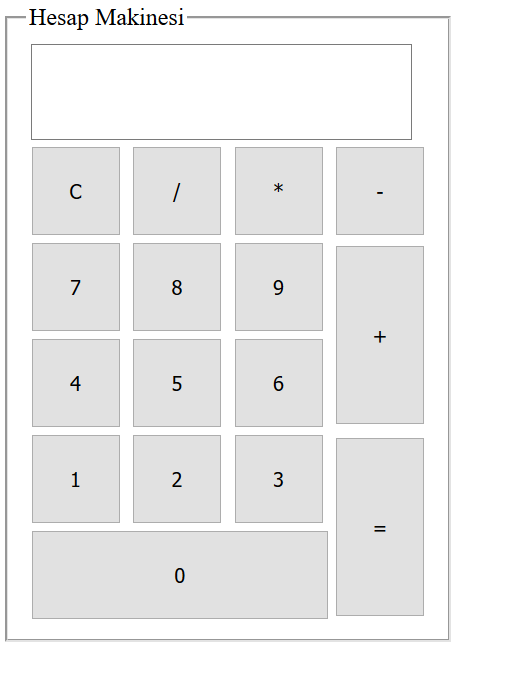 Hesap Makinesi
C / * -
7 8 9
+
4 5 6
1 2 3
=
0